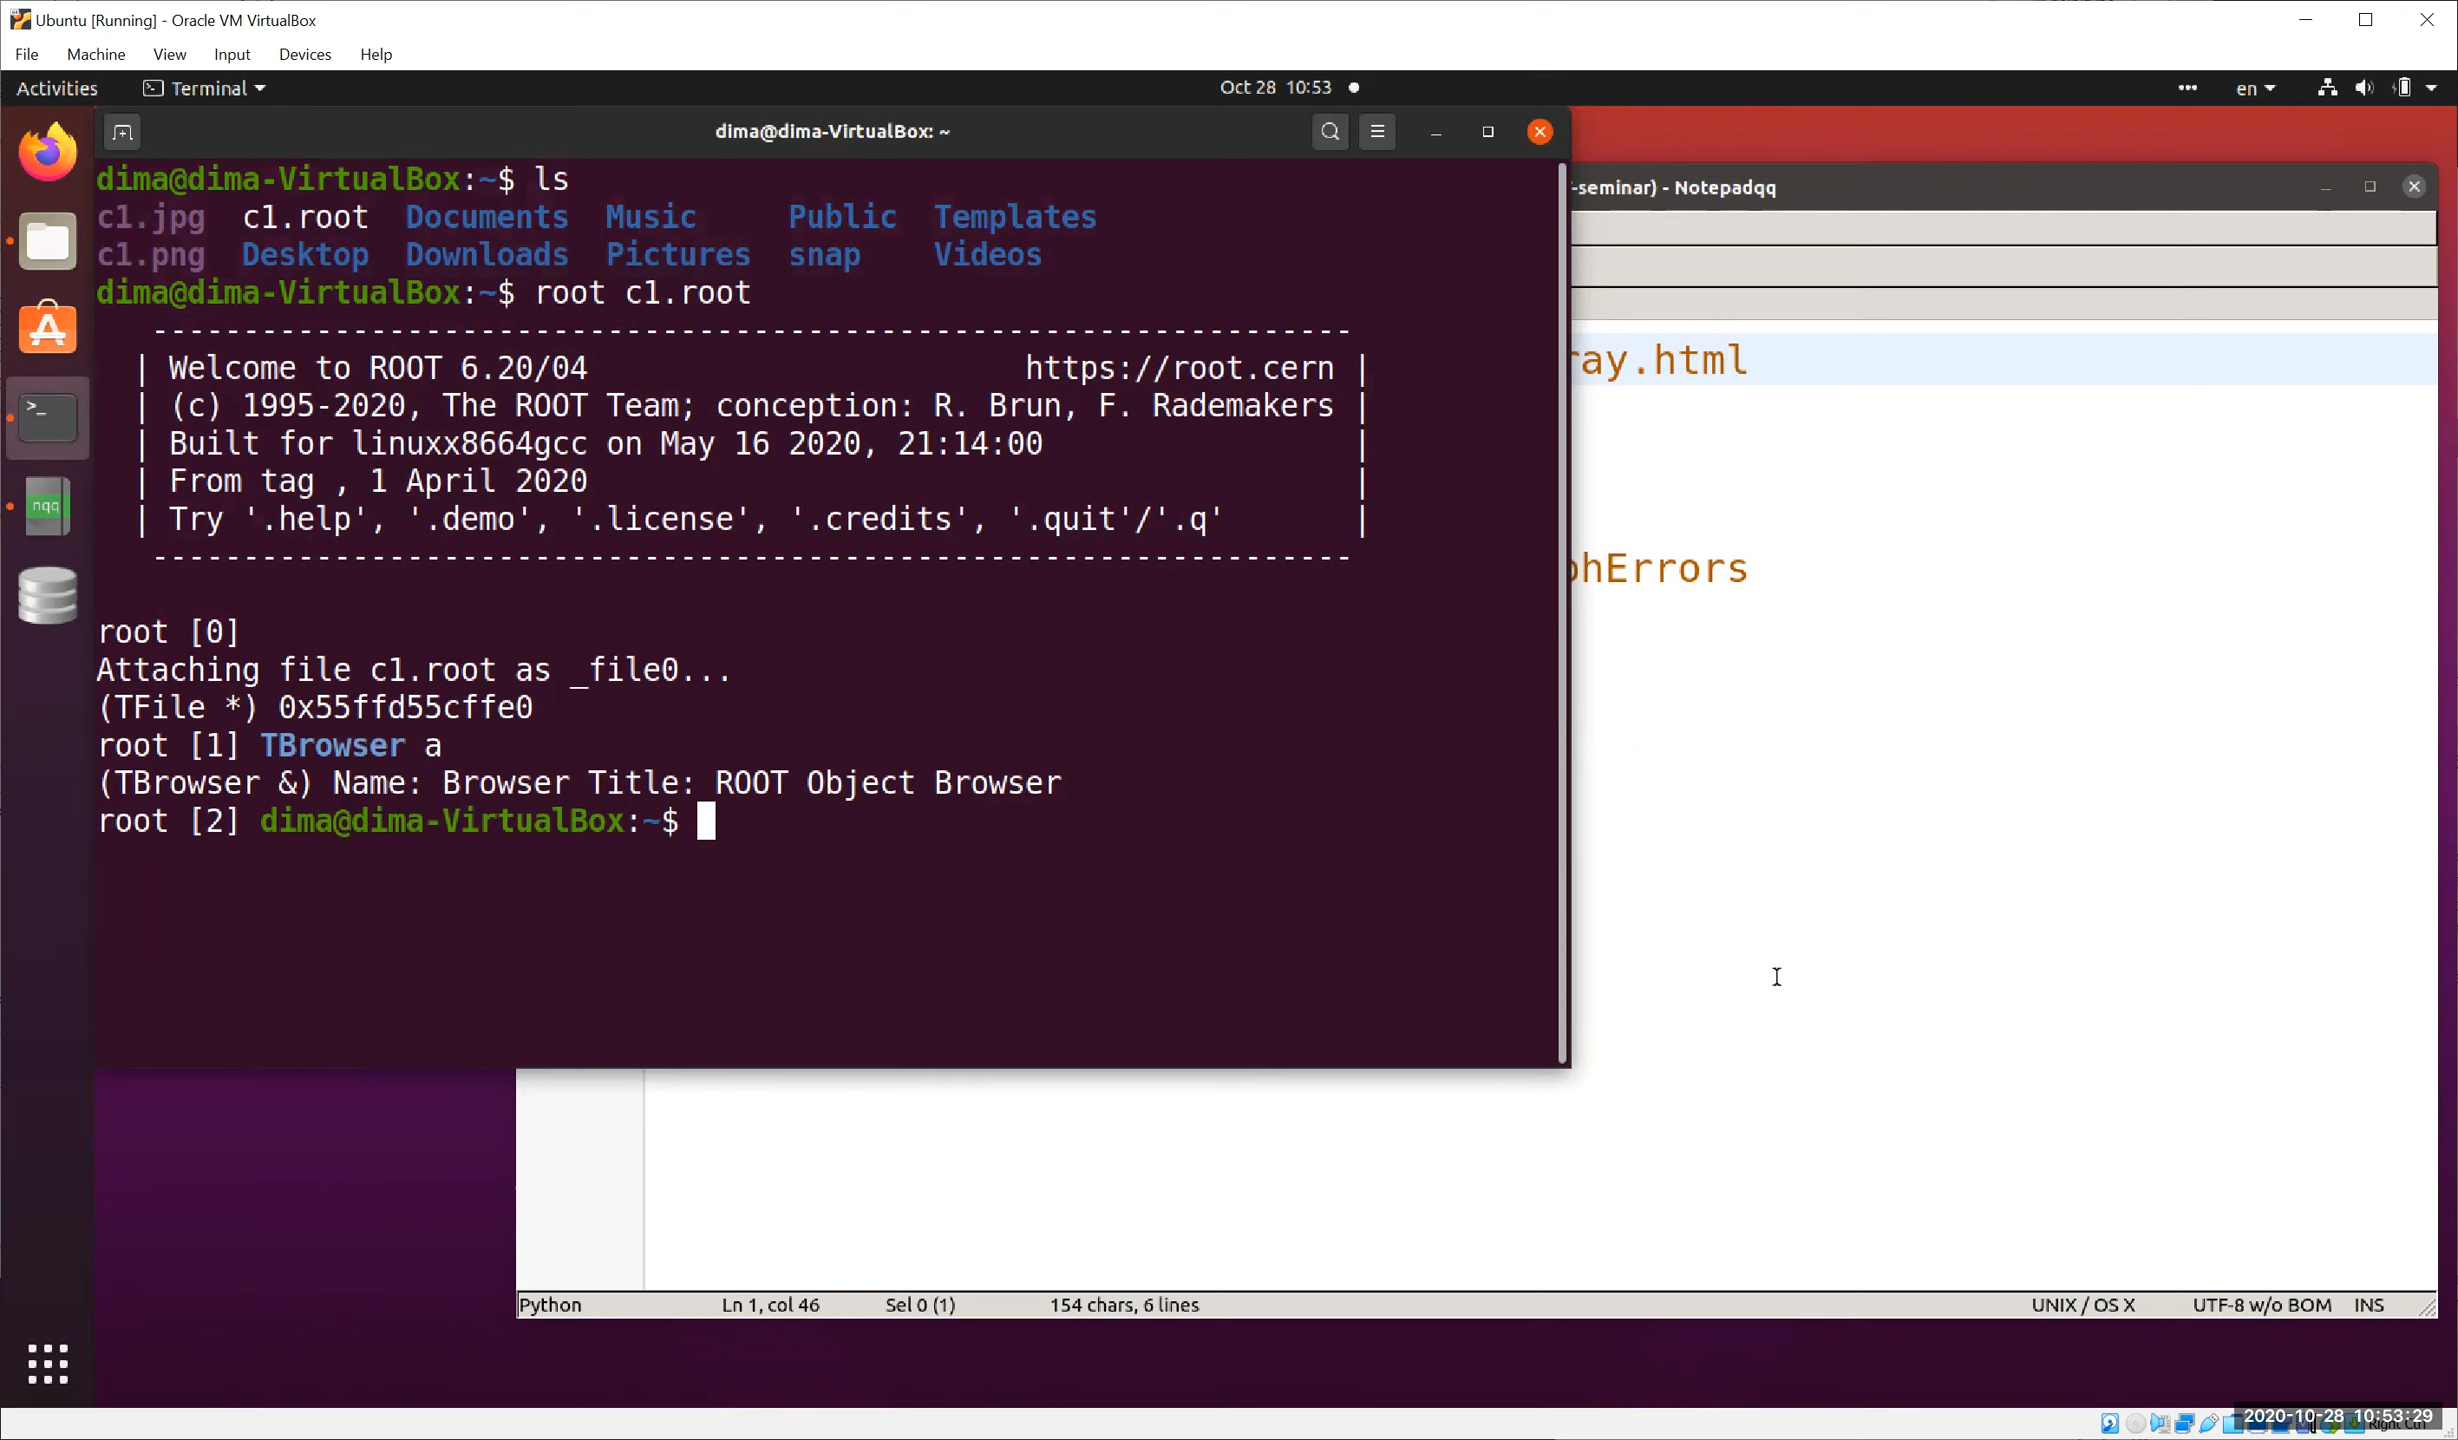 Ubuntu [Running] - Oracle VM VirtualBox
File Machine View Input Devices Help
Activities Terminal Oct 28 10:53 en
dima@dima-VirtualBox: ~
-seminar) - Notepadqq
dima@dima-VirtualBox:~$ ls
c1.jpg c1.root Documents Music Public Templates
c1.png Desktop Downloads Pictures snap Videos
dima@dima-VirtualBox:~$ root c1.root
------------------------------------------------------------------
| Welcome to ROOT 6.20/04 https://root.cern |
| (c) 1995-2020, The ROOT Team; conception: R. Brun, F. Rademakers |
| Built for linuxx8664gcc on May 16 2020, 21:14:00 |
| From tag , 1 April 2020 |
| Try '.help', '.demo', '.license', '.credits', '.quit'/'.q' |
------------------------------------------------------------------
root [0]
Attaching file c1.root as _file0...
(TFile *) 0x55ffd55cffe0
root [1] TBrowser a
(TBrowser &) Name: Browser Title: ROOT Object Browser
root [2] dima@dima-VirtualBox:~$
ray.html
phErrors
nqq
Python Ln 1, col 46 Sel 0 (1) 154 chars, 6 lines UNIX / OS X UTF-8 w/o BOM INS
2020-10-28 10:53:29
Right Ctrl